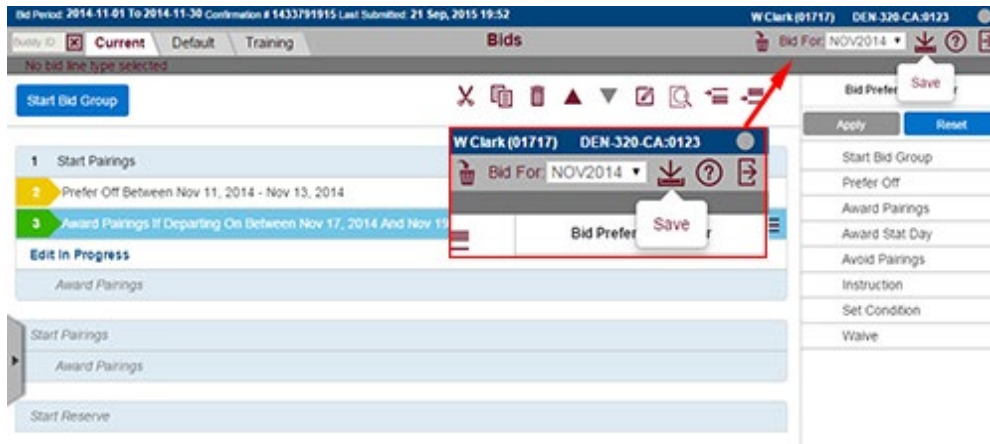 Bid Period: 2014-11-01 To 2014-11-30 Confirmation # 1433791915 Last Submitted: 21 Sep, 2015 19:52 W Clark (01717) DEN-320-CA:0123
Buddy ID Current Default Training Bids Bid For: NOV2014
No bid line type selected
Save
Start Bid Group
Bid Prefer r
Apply Reset
W Clark (01717) DEN-320-CA:0123
Bid For: NOV2014
Save
Bid Prefer r
1 Start Pairings
2 Prefer Off Between Nov 11, 2014 - Nov 13, 2014
3 Award Pairings If Departing On Between Nov 17, 2014 And Nov 19
Edit In Progress
Award Pairings
Start Pairings
Award Pairings
Start Reserve
Start Bid Group
Prefer Off
Award Pairings
Award Stat Day
Avoid Pairings
Instruction
Set Condition
Waive